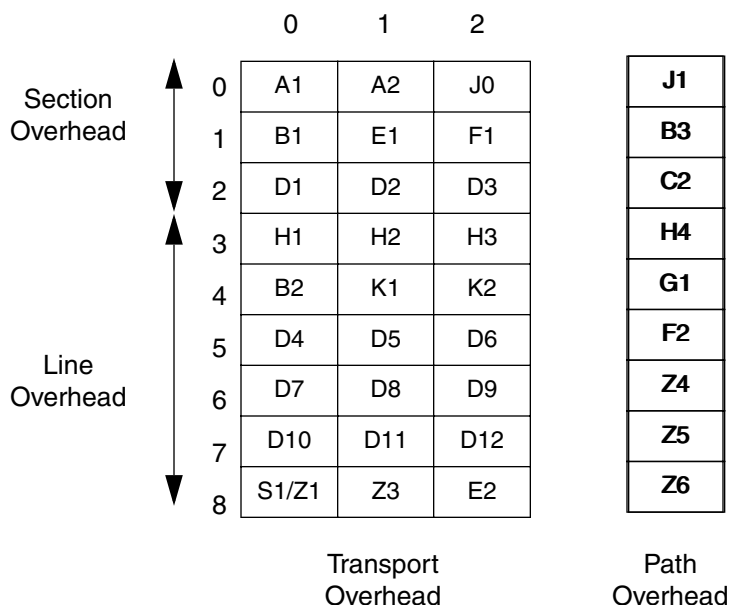 0 1 2
Section
Overhead
0 A1 A2 J0 J1
1 B1 E1 F1 B3
2 D1 D2 D3 C2
3 H1 H2 H3 H4
4 B2 K1 K2 G1
5 D4 D5 D6 F2
Line
Overhead
6 D7 D8 D9 Z4
7 D10 D11 D12 Z5
8 S1/Z1 Z3 E2 Z6
Transport
Overhead
Path
Overhead